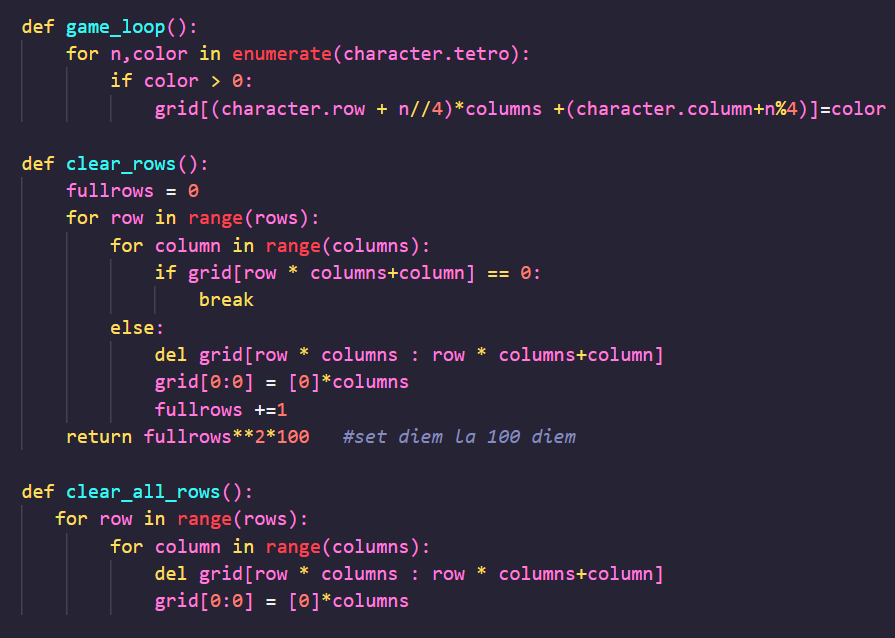 def game_loop():
    for n,color in enumerate(character.tetro):
        if color > 0:
            grid[(character.row + n//4)*columns +(character.column+n%4)]=color

def clear_rows():
    fullrows = 0
    for row in range(rows):
        for column in range(columns):
            if grid[row * columns+column] == 0:
                break
        else:
            del grid[row * columns : row * columns+column]
            grid[0:0] = [0]*columns
            fullrows +=1
    return fullrows**2*100   #set diem la 100 diem

def clear_all_rows():
   for row in range(rows):
        for column in range(columns):
            del grid[row * columns : row * columns+column]
            grid[0:0] = [0]*columns